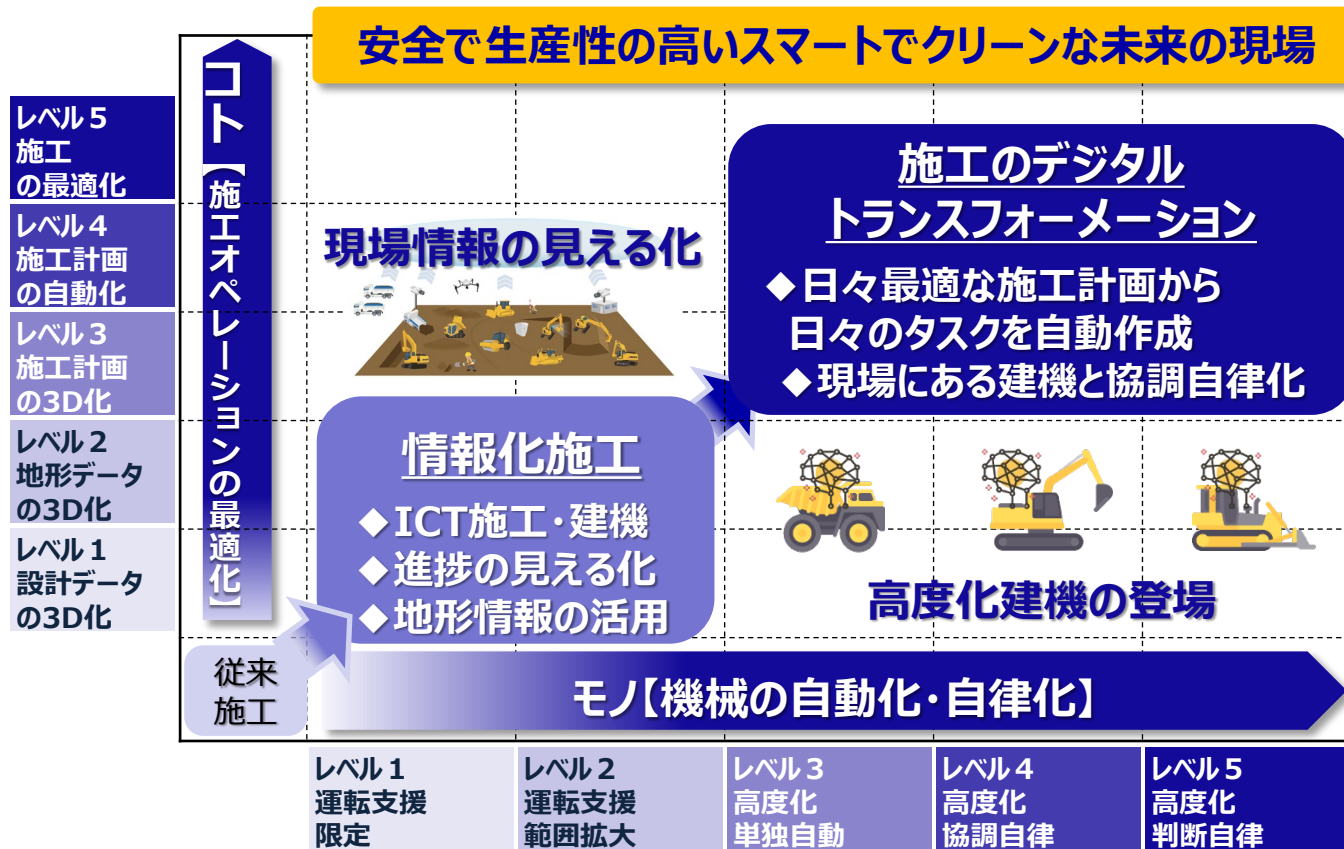 安全で生産性の高いスマートでクリーンな未来の現場
コト【施工オペレーションの最適化】
レベル５
施工
の最適化
レベル４
施工計画
の自動化
レベル３
施工計画
の3D化
レベル２
地形データ
の3D化
レベル１
設計データ
の3D化
現場情報の見える化
施工のデジタル
トランスフォーメーション
◆日々最適な施工計画から
日々のタスクを自動作成
◆現場にある建機と協調自律化
情報化施工
◆ICT施工・建機
◆進捗の見える化
◆地形情報の活用
高度化建機の登場
従来
施工
モノ【機械の自動化・自律化】
レベル１
運転支援
限定
レベル２
運転支援
範囲拡大
レベル３
高度化
単独自動
レベル４
高度化
協調自律
レベル５
高度化
判断自律